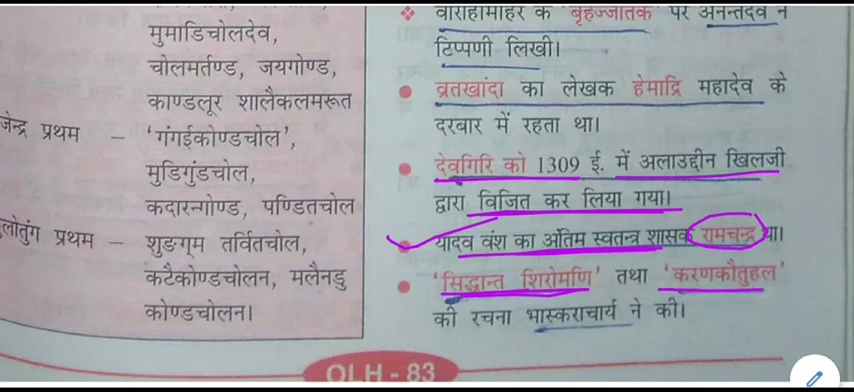 मुमाडिचोलदेव,
चोलमर्तण्ड, जयगोण्ड,
काण्डलूर शालैकलमरूत
जेन्द्र प्रथम – 'गंगईकोण्डचोल',
मुडिगुंडचोल,
कदारन्गोण्ड, पण्डितचोल
लोतुंग प्रथम – शुङग्म तर्वितचोल,
कटैकोण्डचोलन, मलैनडु
कोण्डचोलन।
वाराहमिहिर के 'बृहज्जातक' पर अनन्तदेव ने
टिप्पणी लिखी।
व्रतखांदा का लेखक हेमाद्रि महादेव के
दरबार में रहता था।
देवगिरि को 1309 ई. में अलाउद्दीन खिलजी
द्वारा विजित कर लिया गया।
यादव वंश का अंतिम स्वतन्त्र शासक रामचन्द्र था।
'सिद्धान्त शिरोमणि' तथा 'करणकौतुहल'
की रचना भास्कराचार्य ने की।
QLH - 83